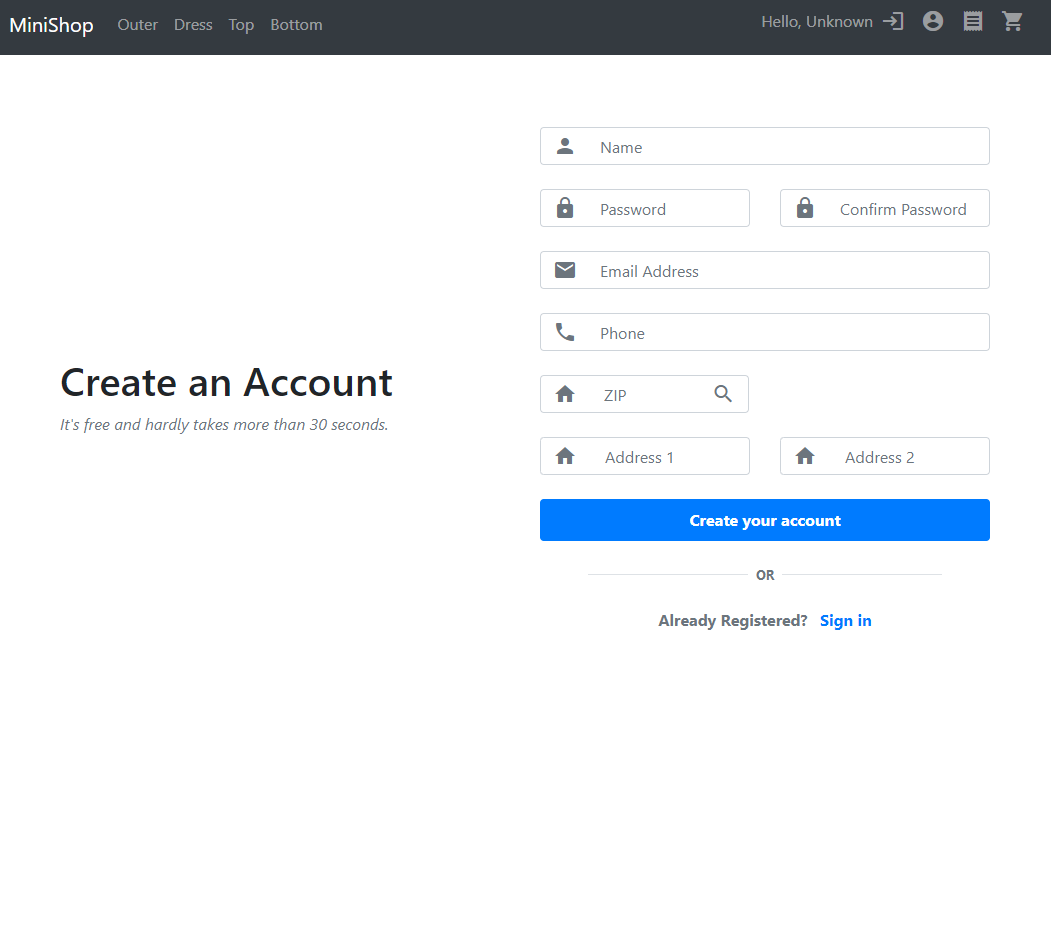 MiniShop Outer Dress Top Bottom Hello, Unknown
Name
Password Confirm Password
Email Address
Phone
Create an Account
It's free and hardly takes more than 30 seconds.
ZIP
Address 1 Address 2
Create your account
OR
Already Registered? Sign in